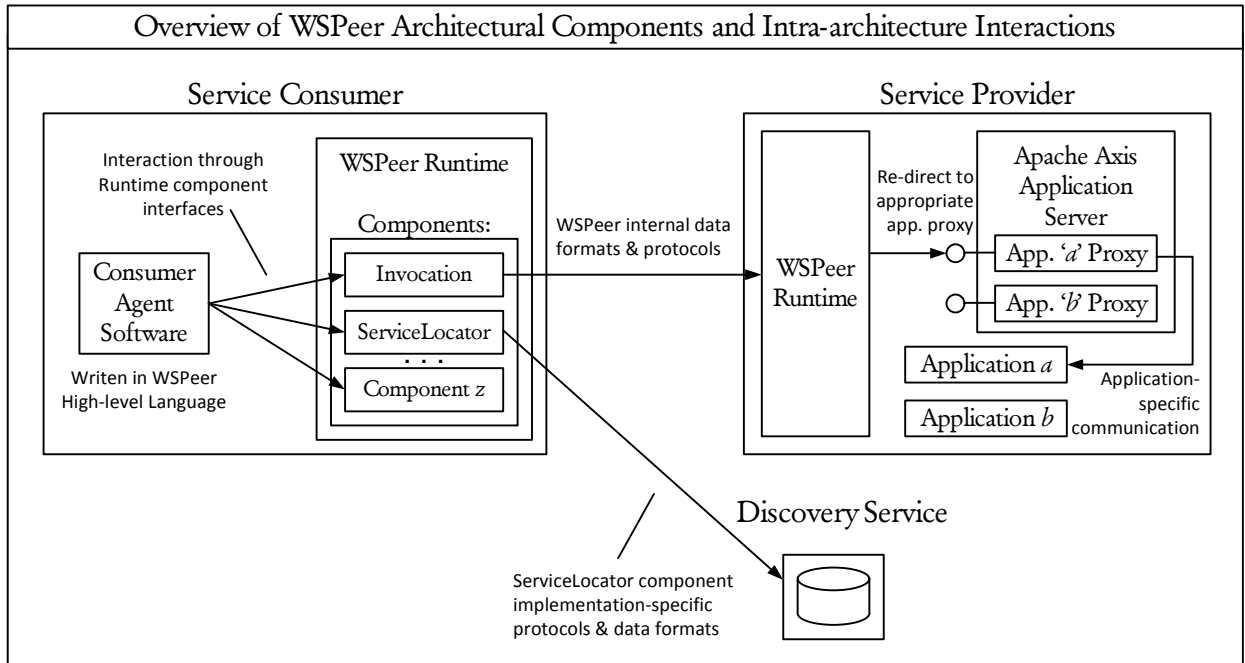 Overview of WSPeer Architectural Components and Intra-architecture Interactions
Service Consumer
Interaction through
Runtime component
interfaces
WSPeer Runtime
Components:
Consumer
Agent
Software
Invocation
ServiceLocator
. . .
Component z
Writen in WSPeer
High-level Language
WSPeer internal data
formats & protocols
Service Provider
WSPeer
Runtime
Re-direct to
appropriate
app. proxy
Apache Axis
Application
Server
App. ‘a’ Proxy
App. ‘b’ Proxy
Application a
Application b
Application-
specific
communication
Discovery Service
ServiceLocator component
implementation-specific
protocols & data formats